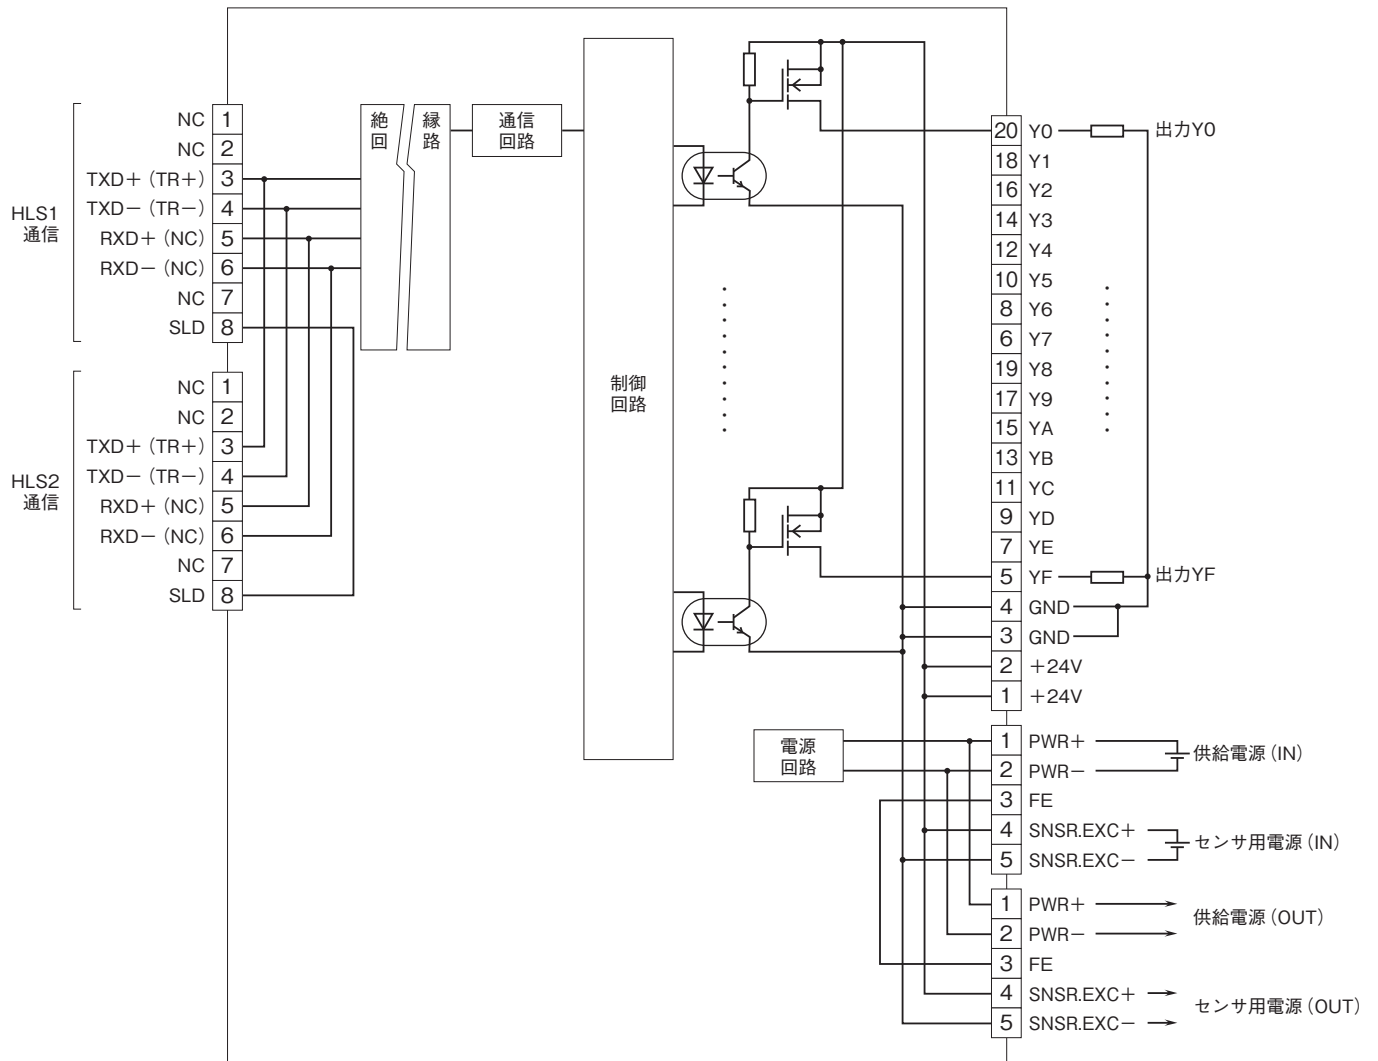 HLS1
通信
NC 1
NC 2
TXD+(TR+) 3
TXD−(TR−) 4
RXD+(NC) 5
RXD−(NC) 6
NC 7
SLD 8
HLS2
通信
NC 1
NC 2
TXD+(TR+) 3
TXD−(TR−) 4
RXD+(NC) 5
RXD−(NC) 6
NC 7
SLD 8
絶 縁
回 路
通信
回路
制御
回路
電源
回路
20 Y0 出力Y0
18 Y1
16 Y2
14 Y3
12 Y4
10 Y5
8 Y6
6 Y7
19 Y8
17 Y9
15 YA
13 YB
11 YC
9 YD
7 YE
5 YF 出力YF
4 GND
3 GND
2 +24V
1 +24V
1 PWR+
2 PWR−
供給電源(IN)
3 FE
4 SNSR.EXC+
5 SNSR.EXC−
センサ用電源(IN)
1 PWR+
2 PWR−
供給電源(OUT)
3 FE
4 SNSR.EXC+
5 SNSR.EXC−
センサ用電源(OUT)